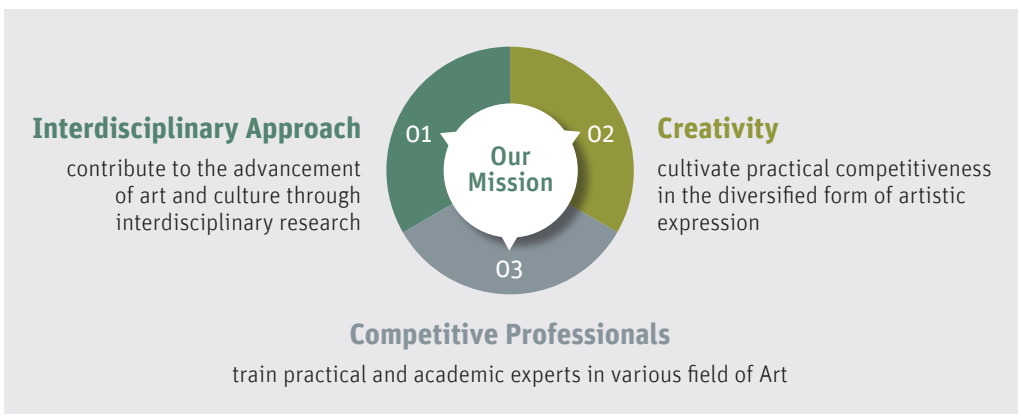 Interdisciplinary Approach
contribute to the advancement
of art and culture through
interdisciplinary research
01
Our
Mission
02
Creativity
cultivate practical competitiveness
in the diversified form of artistic
expression
03
Competitive Professionals
train practical and academic experts in various field of Art